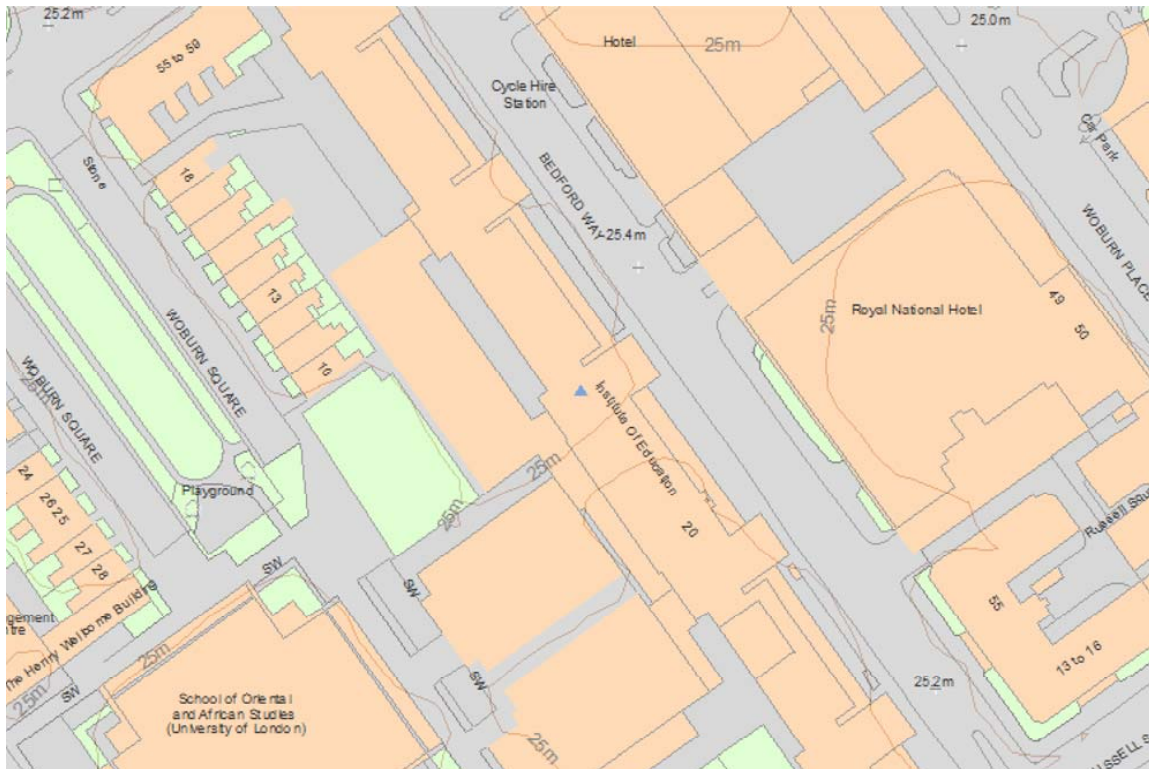 25.2m
25.0m
55 to 59
Hotel
25m
Cycle Hire
Station
Car Park
Stone
18
BEDFORD WAY
25.4m
WOBURN PLACE
13
WOBURN SQUARE
25m
Royal National Hotel
49
50
10
WOBURN SQUARE
25m
Institute of Education
24
26 25
27
28
Playground
25m
25m
20
SW
SW
The Henry Wellcome Building
25m
25m
SW
SW
School of Oriental
and African Studies
(University of London)
25m
55
13 to 16
25.2m